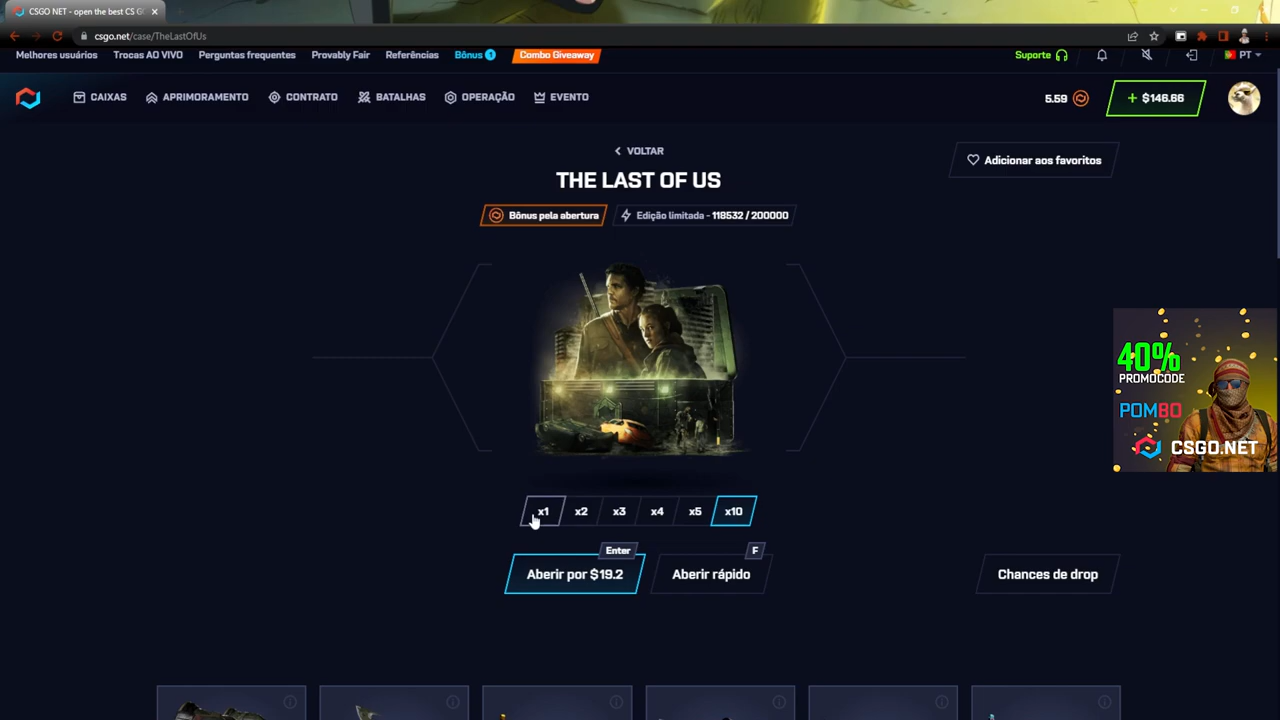 CSGO NET - open the best CS G
csgo.net/case/TheLastOfUs
Melhores usuários Trocas AO VIVO Perguntas frequentes Provably Fair Referências Bônus 1 Combo Giveaway Suporte PT
CAIXAS APRIMORAMENTO CONTRATO BATALHAS OPERAÇÃO EVENTO 5.59 + $146.66
VOLTAR
Adicionar aos favoritos
THE LAST OF US
Bônus pela abertura Edição limitada - 118532 / 200000
40%
PROMOCODE
POMBO
CSGO.NET
x1 x2 x3 x4 x5 x10
Enter F
Aberir por $19.2 Aberir rápido Chances de drop